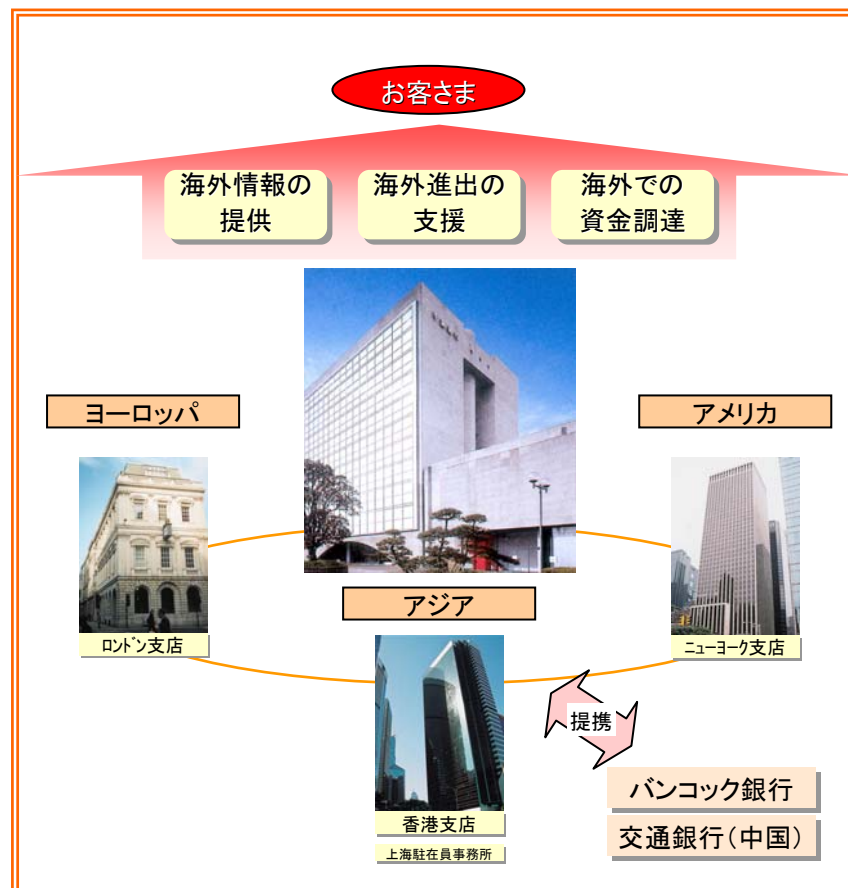 お客さま
海外情報の
提供
海外進出の
支援
海外での
資金調達
ヨーロッパ
アメリカ
ロンドン支店
アジア
ニューヨーク支店
香港支店
上海駐在員事務所
提携
バンコック銀行
交通銀行(中国)